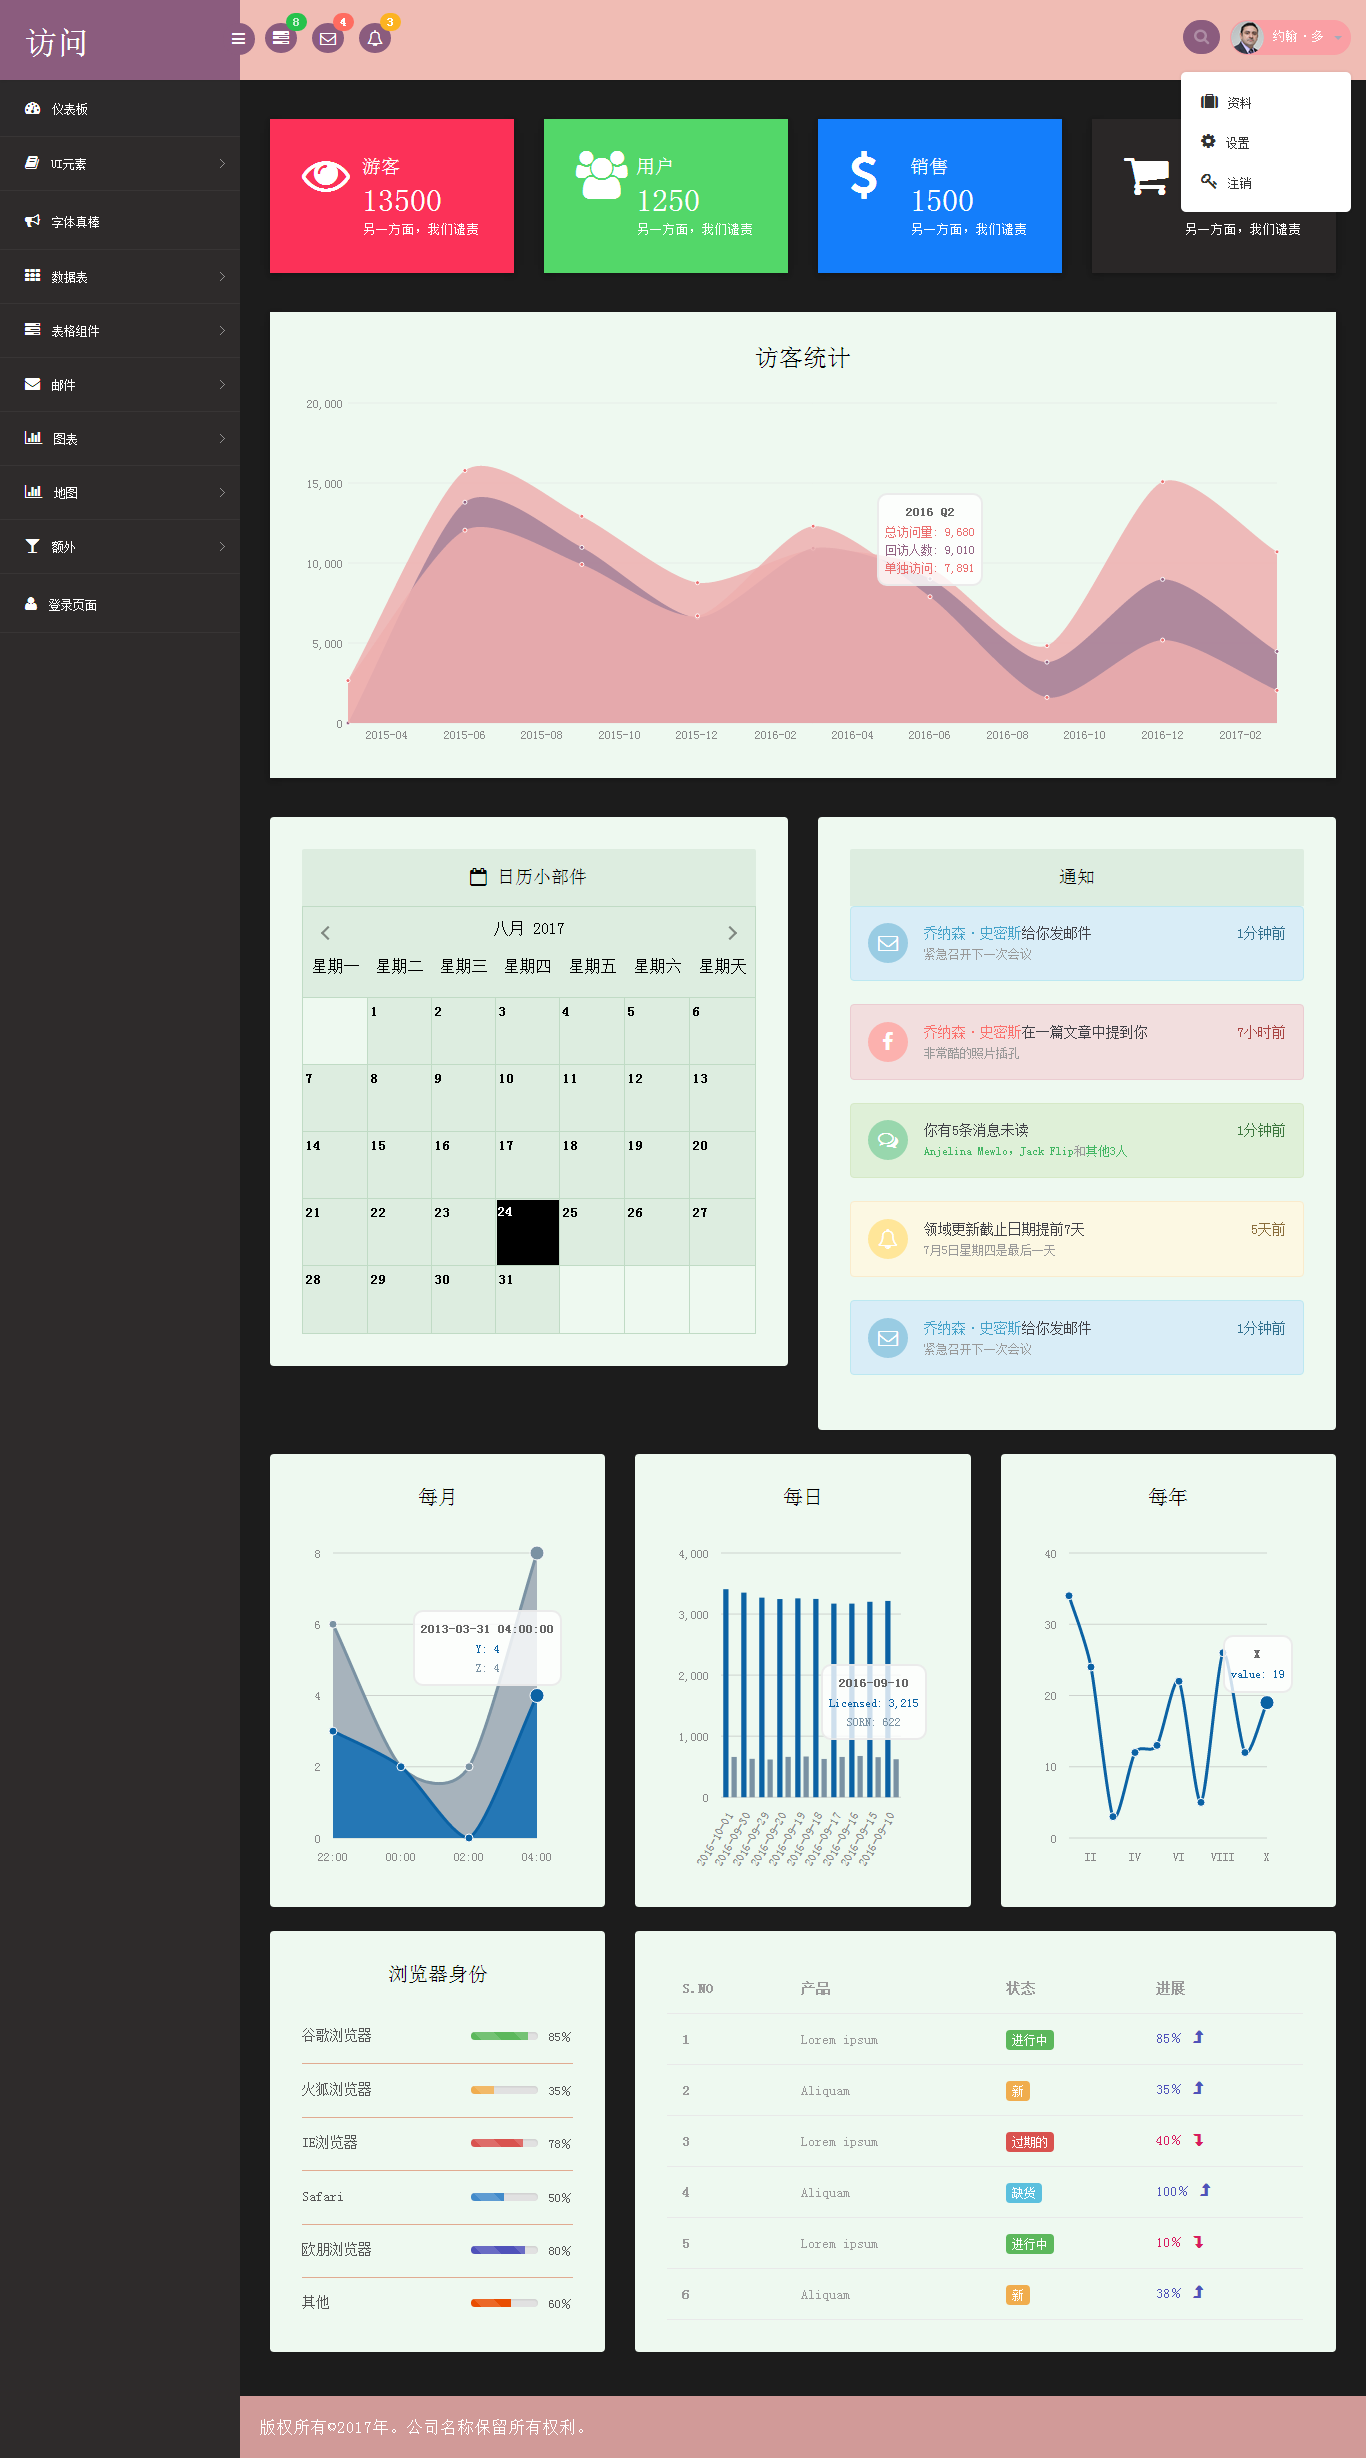 访问
8
4
3
约翰·多
资料
设置
注销
仪表板
UI元素
字体真棒
数据表
表格组件
邮件
图表
地图
额外
登录页面
游客
13500
另一方面，我们谴责
用户
1250
另一方面，我们谴责
销售
1500
另一方面，我们谴责
另一方面，我们谴责
访客统计
20,000
15,000
10,000
5,000
0
2016 Q2
总访问量: 9,680
回访人数: 9,010
单独访问: 7,891
2015-04 2015-06 2015-08 2015-10 2015-12 2016-02 2016-04 2016-06 2016-08 2016-10 2016-12 2017-02
日历小部件
八月 2017
星期一 星期二 星期三 星期四 星期五 星期六 星期天
1 2 3 4 5 6
7 8 9 10 11 12 13
14 15 16 17 18 19 20
21 22 23 24 25 26 27
28 29 30 31
通知
乔纳森·史密斯给你发邮件 1分钟前
紧急召开下一次会议
乔纳森·史密斯在一篇文章中提到你 7小时前
非常酷的照片插孔
你有5条消息未读 1分钟前
Anjelina Mewlo，Jack Flip和其他3人
领域更新截止日期提前7天 5天前
7月5日星期四是最后一天
乔纳森·史密斯给你发邮件 1分钟前
紧急召开下一次会议
每月
8
6
4
2
0
2013-03-31 04:00:00
Y: 4
Z: 4
22:00 00:00 02:00 04:00
每日
4,000
3,000
2,000
1,000
0
2016-09-10
Licensed: 3,215
SORN: 622
2016-10-01 2016-09-30 2016-09-29 2016-09-20 2016-09-19 2016-09-18 2016-09-17 2016-09-16 2016-09-15 2016-09-10
每年
40
30
20
10
0
X
value: 19
II IV VI VIII X
浏览器身份
谷歌浏览器 85%
火狐浏览器 35%
IE浏览器 78%
Safari 50%
欧朋浏览器 80%
其他 60%
S.NO 产品 状态 进展
1 Lorem ipsum 进行中 85%
2 Aliquam 新 35%
3 Lorem ipsum 过期的 40%
4 Aliquam 缺货 100%
5 Lorem ipsum 进行中 10%
6 Aliquam 新 38%
版权所有©2017年。公司名称保留所有权利。